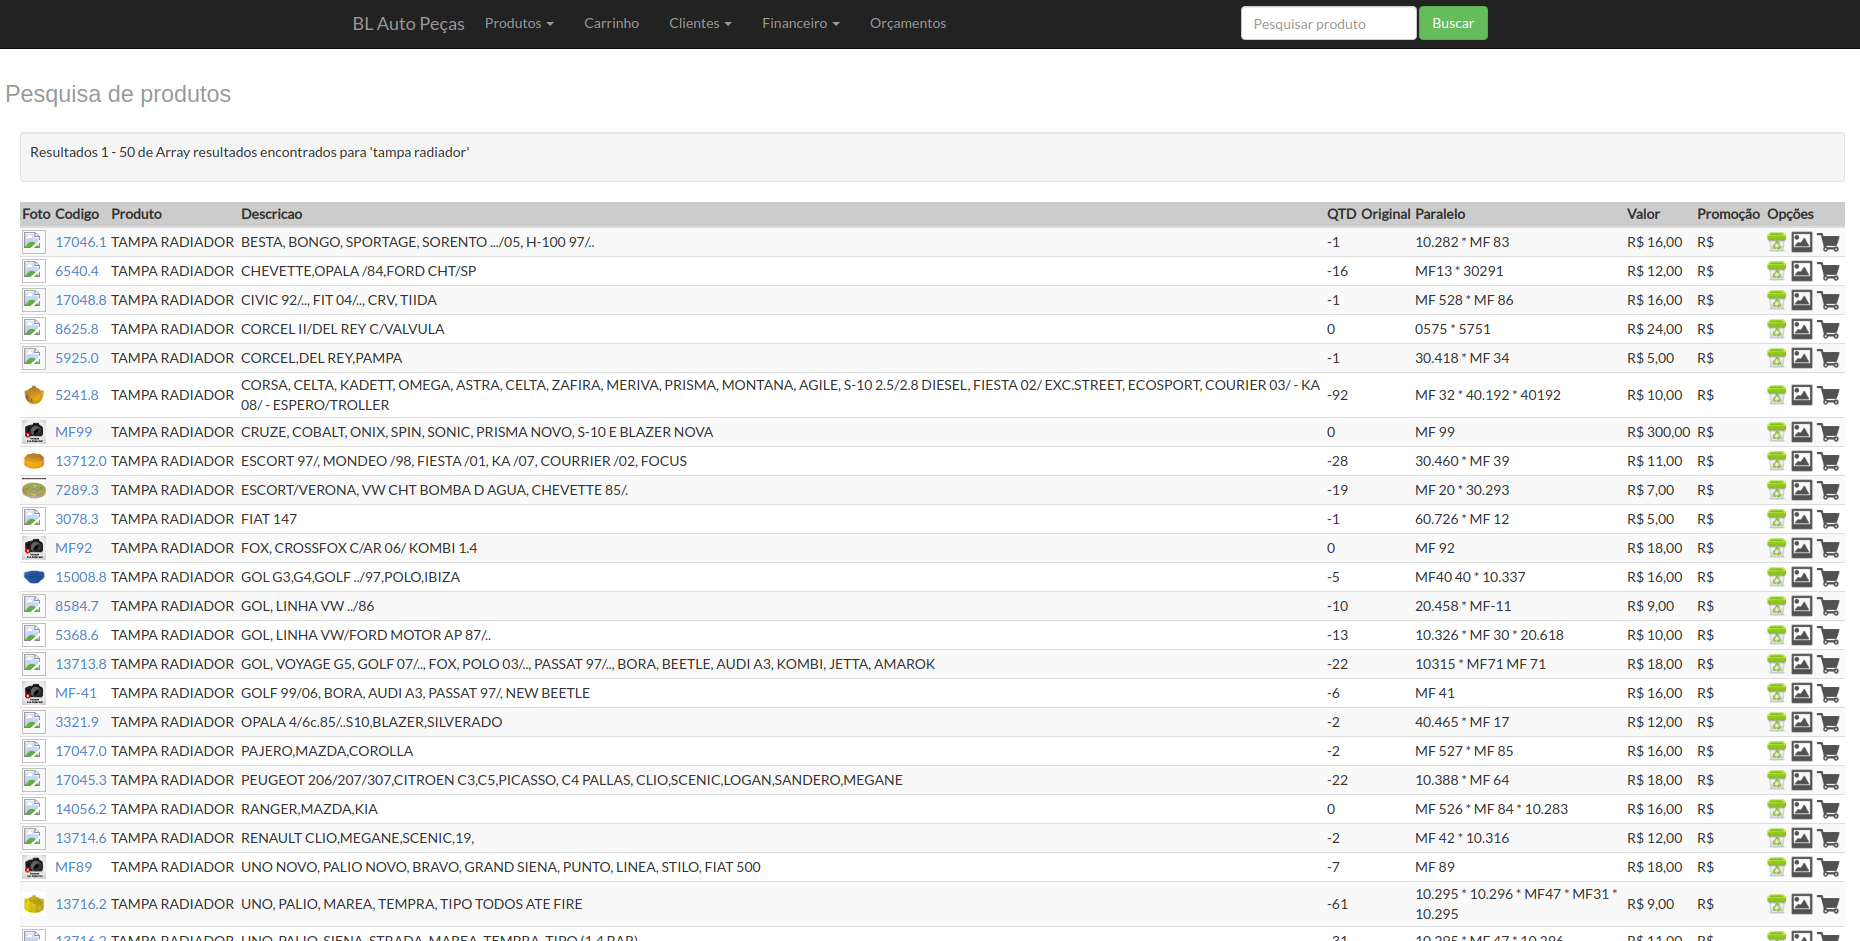 BL Auto Peças Produtos Carrinho Clientes Financeiro Orçamentos Pesquisar produto Buscar
Pesquisa de produtos
Resultados 1 - 50 de Array resultados encontrados para 'tampa radiador'
Foto Codigo Produto Descricao QTD Original Paralelo Valor Promoção Opções
17046.1 TAMPA RADIADOR BESTA, BONGO, SPORTAGE, SORENTO .../05, H-100 97/.. -1 10.282 * MF 83 R$ 16,00 R$
6540.4 TAMPA RADIADOR CHEVETTE,OPALA /84,FORD CHT/SP -16 MF13 * 30291 R$ 12,00 R$
17048.8 TAMPA RADIADOR CIVIC 92/.., FIT 04/.., CRV, TIIDA -1 MF 528 * MF 86 R$ 16,00 R$
8625.8 TAMPA RADIADOR CORCEL II/DEL REY C/VALVULA 0 0575 * 5751 R$ 24,00 R$
5925.0 TAMPA RADIADOR CORCEL,DEL REY,PAMPA -1 30.418 * MF 34 R$ 5,00 R$
5241.8 TAMPA RADIADOR CORSA, CELTA, KADETT, OMEGA, ASTRA, CELTA, ZAFIRA, MERIVA, PRISMA, MONTANA, AGILE, S-10 2.5/2.8 DIESEL, FIESTA 02/ EXC.STREET, ECOSPORT, COURIER 03/ - KA -92 MF 32 * 40.192 * 40192 R$ 10,00 R$
08/ - ESPERO/TROLLER
MF99 TAMPA RADIADOR CRUZE, COBALT, ONIX, SPIN, SONIC, PRISMA NOVO, S-10 E BLAZER NOVA 0 MF 99 R$ 300,00 R$
13712.0 TAMPA RADIADOR ESCORT 97/, MONDEO /98, FIESTA /01, KA /07, COURRIER /02, FOCUS -28 30.460 * MF 39 R$ 11,00 R$
7289.3 TAMPA RADIADOR ESCORT/VERONA, VW CHT BOMBA D AGUA, CHEVETTE 85/. -19 MF 20 * 30.293 R$ 7,00 R$
3078.3 TAMPA RADIADOR FIAT 147 -1 60.726 * MF 12 R$ 5,00 R$
MF92 TAMPA RADIADOR FOX, CROSSFOX C/AR 06/ KOMBI 1.4 0 MF 92 R$ 18,00 R$
15008.8 TAMPA RADIADOR GOL G3,G4,GOLF ../97,POLO,IBIZA -5 MF40 40 * 10.337 R$ 16,00 R$
8584.7 TAMPA RADIADOR GOL, LINHA VW ../86 -10 20.458 * MF-11 R$ 9,00 R$
5368.6 TAMPA RADIADOR GOL, LINHA VW/FORD MOTOR AP 87/.. -13 10.326 * MF 30 * 20.618 R$ 10,00 R$
13713.8 TAMPA RADIADOR GOL, VOYAGE G5, GOLF 07/.., FOX, POLO 03/.., PASSAT 97/.., BORA, BEETLE, AUDI A3, KOMBI, JETTA, AMAROK -22 10315 * MF71 MF 71 R$ 18,00 R$
MF-41 TAMPA RADIADOR GOLF 99/06, BORA, AUDI A3, PASSAT 97/, NEW BEETLE -6 MF 41 R$ 16,00 R$
3321.9 TAMPA RADIADOR OPALA 4/6c.85/..S10,BLAZER,SILVERADO -2 40.465 * MF 17 R$ 12,00 R$
17047.0 TAMPA RADIADOR PAJERO,MAZDA,COROLLA -2 MF 527 * MF 85 R$ 16,00 R$
17045.3 TAMPA RADIADOR PEUGEOT 206/207/307,CITROEN C3,C5,PICASSO, C4 PALLAS, CLIO,SCENIC,LOGAN,SANDERO,MEGANE -22 10.388 * MF 64 R$ 18,00 R$
14056.2 TAMPA RADIADOR RANGER,MAZDA,KIA 0 MF 526 * MF 84 * 10.283 R$ 16,00 R$
13714.6 TAMPA RADIADOR RENAULT CLIO,MEGANE,SCENIC,19, -2 MF 42 * 10.316 R$ 12,00 R$
MF89 TAMPA RADIADOR UNO NOVO, PALIO NOVO, BRAVO, GRAND SIENA, PUNTO, LINEA, STILO, FIAT 500 -7 MF 89 R$ 18,00 R$
13716.2 TAMPA RADIADOR UNO, PALIO, MAREA, TEMPRA, TIPO TODOS ATE FIRE -61 10.295 * 10.296 * MF47 * MF31 * R$ 9,00 R$
10.295
13716.2 TAMPA RADIADOR UNO, PALIO, SIENA, STRADA, MAREA, TEMPRA, TIPO (1.4 BAR) -31 10.295 * MF 47 * 10.296 R$ 11,00 R$